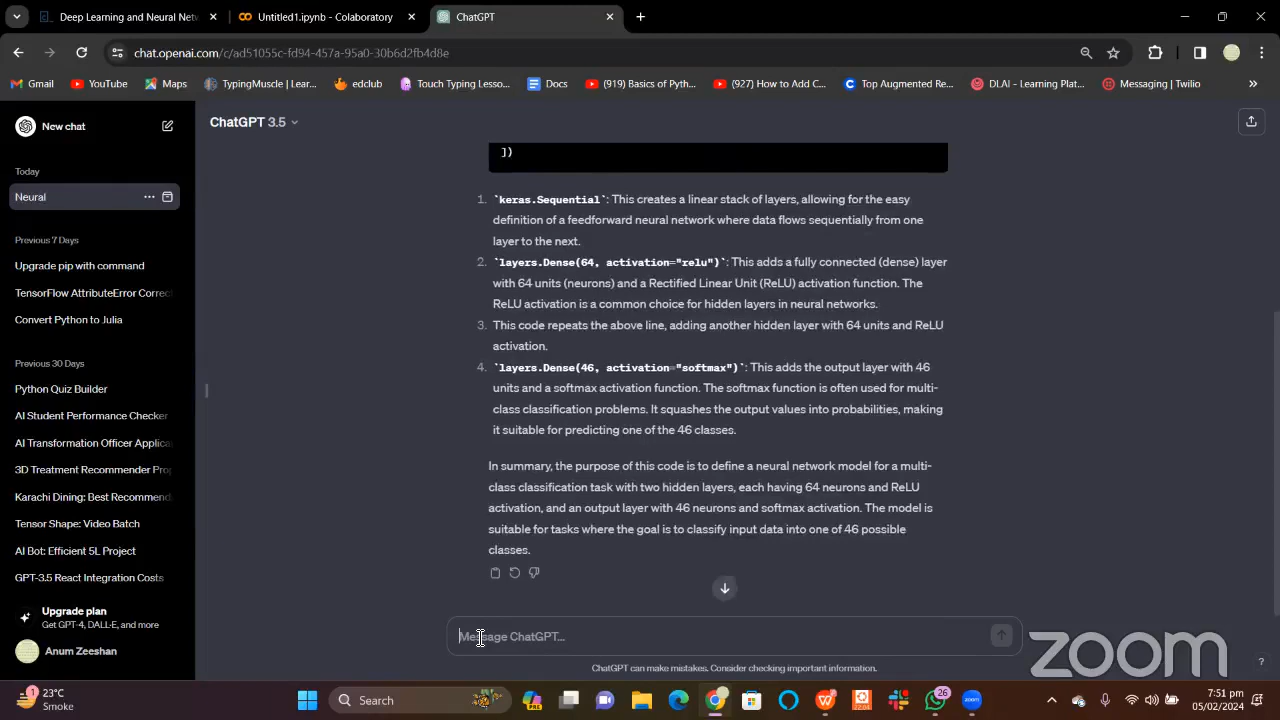 Deep Learning and Neural Net
Untitled1.ipynb - Colaboratory
ChatGPT
chat.openai.com/c/ad51055c-fd94-457a-95a0-30b6d2fb4d8e
Gmail
YouTube
Maps
TypingMuscle | Lear...
edclub
Touch Typing Lesso...
Docs
(919) Basics of Pyth...
(927) How to Add C...
Top Augmented Re...
DLAI - Learning Plat...
Messaging | Twilio
New chat
Today
Neural
Previous 7 Days
Upgrade pip with command
TensorFlow AttributeError Correct
Convert Python to Julia
Previous 30 Days
Python Quiz Builder
AI Student Performance Checker
AI Transformation Officer Applica
3D Treatment Recommender Pro
Karachi Dining: Best Recommend
Tensor Shape: Video Batch
AI Bot: Efficient 5L Project
GPT-3.5 React Integration Costs
Upgrade plan
Get GPT-4, DALL·E, and more
Anum Zeeshan
ChatGPT 3.5
])
1. `keras.Sequential`: This creates a linear stack of layers, allowing for the easy
definition of a feedforward neural network where data flows sequentially from one
layer to the next.
2. `layers.Dense(64, activation="relu")`: This adds a fully connected (dense) layer
with 64 units (neurons) and a Rectified Linear Unit (ReLU) activation function. The
ReLU activation is a common choice for hidden layers in neural networks.
3. This code repeats the above line, adding another hidden layer with 64 units and ReLU
activation.
4. `layers.Dense(46, activation="softmax")`: This adds the output layer with 46
units and a softmax activation function. The softmax function is often used for multi-
class classification problems. It squashes the output values into probabilities, making
it suitable for predicting one of the 46 classes.
In summary, the purpose of this code is to define a neural network model for a multi-
class classification task with two hidden layers, each having 64 neurons and ReLU
activation, and an output layer with 46 neurons and softmax activation. The model is
suitable for tasks where the goal is to classify input data into one of 46 possible
classes.
Message ChatGPT...
ChatGPT can make mistakes. Consider checking important information.
?
zoom
1
23°C
Smoke
Search
PRE
22:04
26
zoom
7:51 pm
05/02/2024